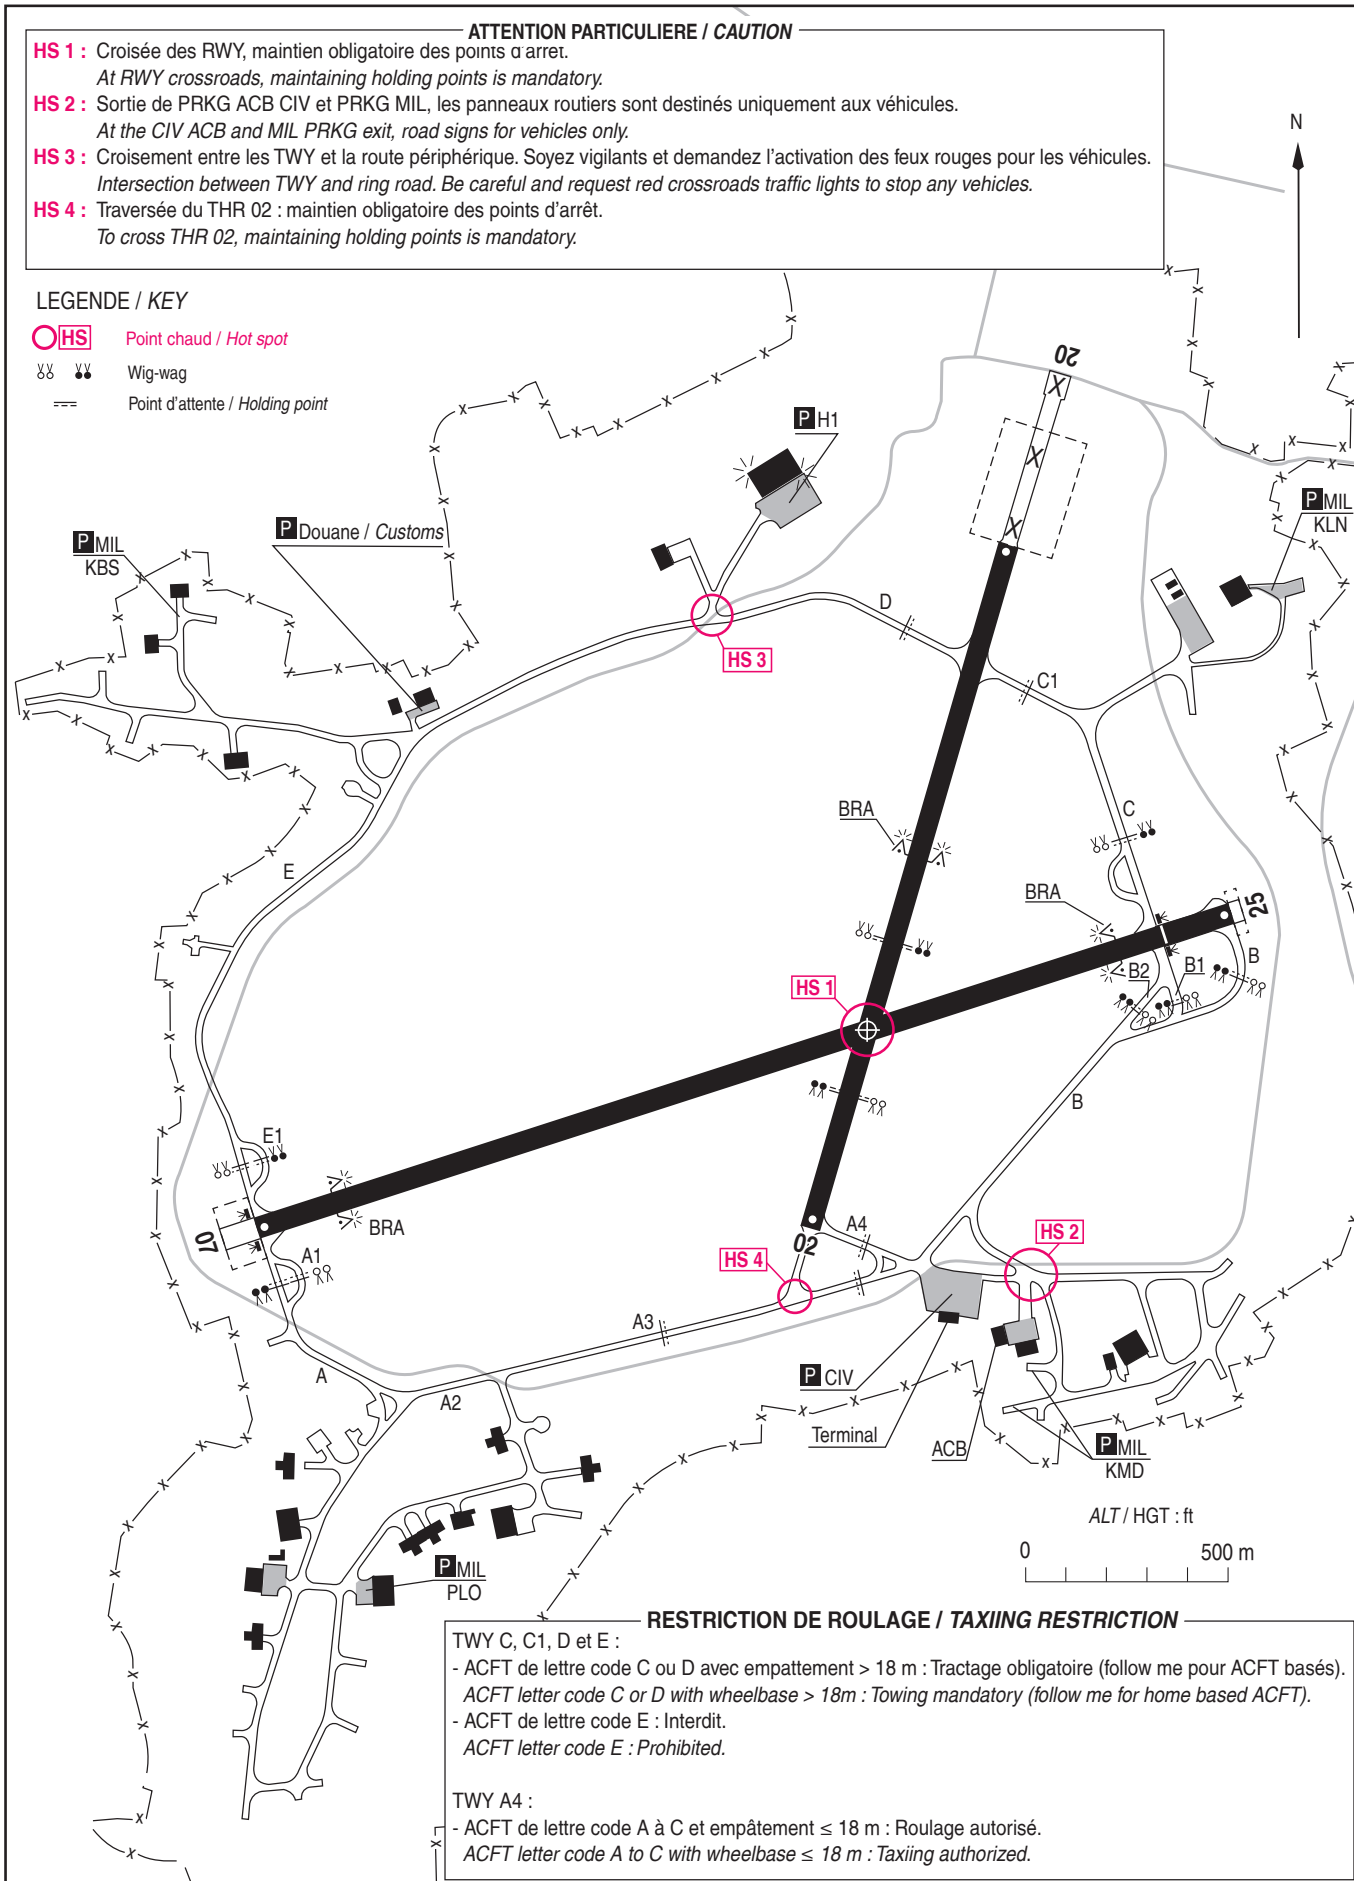 ATTENTION PARTICULIERE / CAUTION
HS 1 : Croisée des RWY, maintien obligatoire des points d'arrêt.
At RWY crossroads, maintaining holding points is mandatory.
HS 2 : Sortie de PRKG ACB CIV et PRKG MIL, les panneaux routiers sont destinés uniquement aux véhicules.
At the CIV ACB and MIL PRKG exit, road signs for vehicles only.
HS 3 : Croisement entre les TWY et la route périphérique. Soyez vigilants et demandez l'activation des feux rouges pour les véhicules.
Intersection between TWY and ring road. Be careful and request red crossroads traffic lights to stop any vehicles.
HS 4 : Traversée du THR 02 : maintien obligatoire des points d'arrêt.
To cross THR 02, maintaining holding points is mandatory.
N
LEGENDE / KEY
HS Point chaud / Hot spot
Wig-wag
Point d'attente / Holding point
20
P H1
P MIL
KLN
P Douane / Customs
P MIL
KBS
D
HS 3
C1
BRA
C
E
BRA
25
B
B2
B1
HS 1
B
E1
BRA
07
A1
A4
02
HS 2
HS 4
A3
A
A2
P CIV
Terminal
ACB
P MIL
KMD
ALT / HGT : ft
0 500 m
P MIL
PLO
RESTRICTION DE ROULAGE / TAXIING RESTRICTION
TWY C, C1, D et E :
- ACFT de lettre code C ou D avec empattement > 18 m : Tractage obligatoire (follow me pour ACFT basés).
ACFT letter code C or D with wheelbase > 18m : Towing mandatory (follow me for home based ACFT).
- ACFT de lettre code E : Interdit.
ACFT letter code E : Prohibited.
TWY A4 :
- ACFT de lettre code A à C et empâtement ≤ 18 m : Roulage autorisé.
ACFT letter code A to C with wheelbase ≤ 18 m : Taxiing authorized.